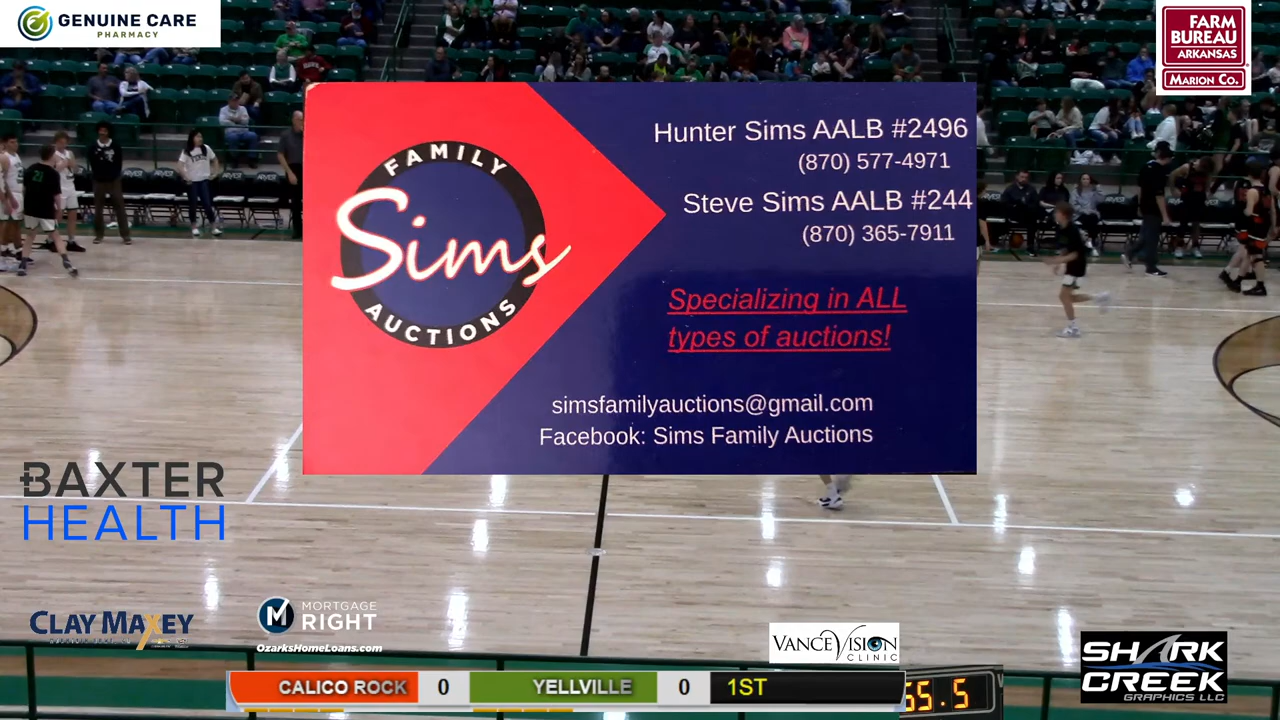 GENUINE CARE
PHARMACY
FARM
BUREAU
ARKANSAS
MARION CO.
FAMILY
Sims
AUCTIONS
Hunter Sims AALB #2496
(870) 577-4971
Steve Sims AALB #244
(870) 365-7911
Specializing in ALL
types of auctions!
simsfamilyauctions@gmail.com
Facebook: Sims Family Auctions
BAXTER
HEALTH
CLAY MAXEY
MORTGAGE
RIGHT
OzarksHomeLoans.com
VANCE VISION
CLINIC
SHARK
CREEK
GRAPHICS LLC
CALICO ROCK 0 YELLVILLE 0 1ST
55.5